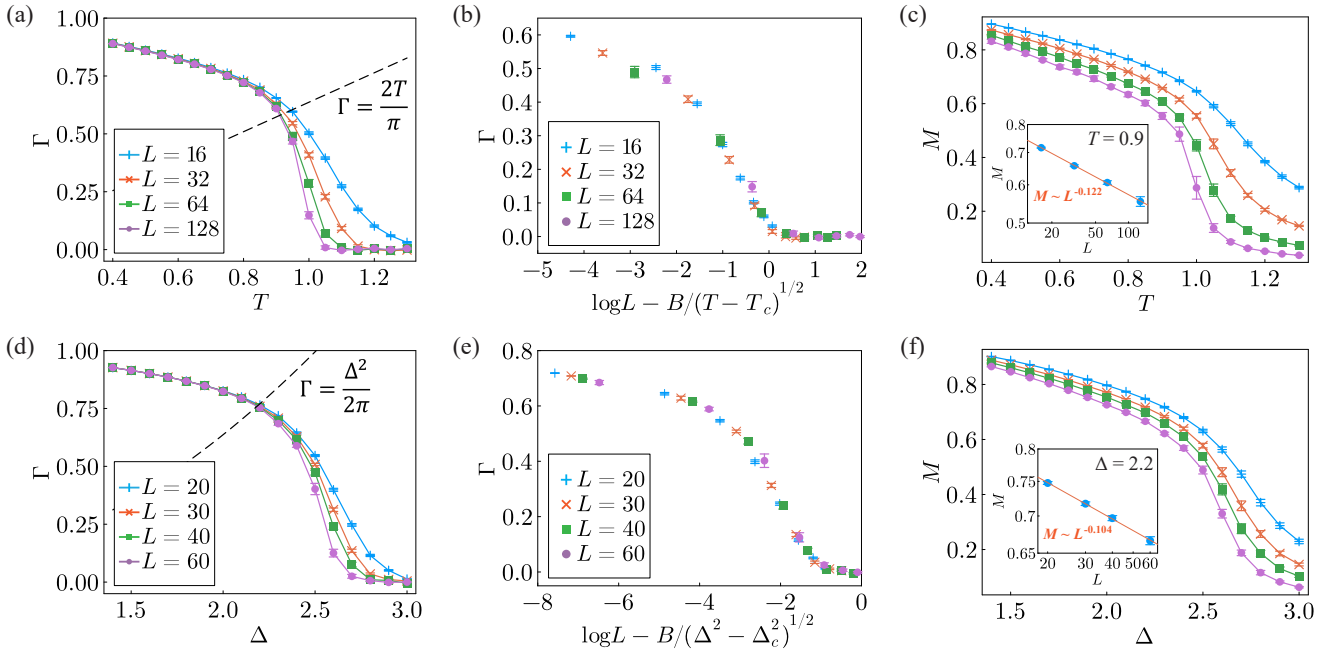 (a)
1.00
0.75
0.50
0.25
0.00
Γ
Γ = 2T/π
L = 16
L = 32
L = 64
L = 128
0.4 0.6 0.8 1.0 1.2
T
(b)
0.6
0.5
0.4
0.3
0.2
0.1
0.0
Γ
L = 16
L = 32
L = 64
L = 128
−5 −4 −3 −2 −1 0 1 2
logL − B/(T − T_c)^{1/2}
(c)
0.8
0.6
0.4
0.2
M
0.8
0.7
0.6
0.5
M
T = 0.9
M ~ L^{-0.122}
20 50 100
L
0.4 0.6 0.8 1.0 1.2
T
(d)
1.00
0.75
0.50
0.25
0.00
Γ
Γ = Δ²/2π
L = 20
L = 30
L = 40
L = 60
1.5 2.0 2.5 3.0
Δ
(e)
0.8
0.6
0.4
0.2
0.0
Γ
L = 20
L = 30
L = 40
L = 60
−8 −6 −4 −2 0
logL − B/(Δ² − Δ_c²)^{1/2}
(f)
0.8
0.6
0.4
0.2
M
0.8
0.7
0.65
M
Δ = 2.2
M ~ L^{-0.104}
20 30 40 50 60
L
1.5 2.0 2.5 3.0
Δ